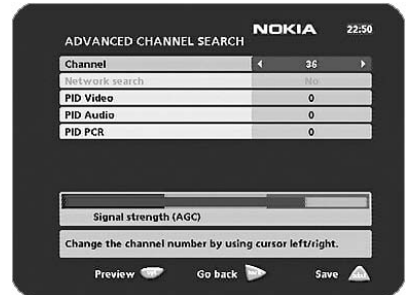 NOKIA 22:50
ADVANCED CHANNEL SEARCH
Channel 36
Network search No
PID Video 0
PID Audio 0
PID PCR 0
Signal strength (AGC)
Change the channel number by using cursor left/right.
Preview Go back Save